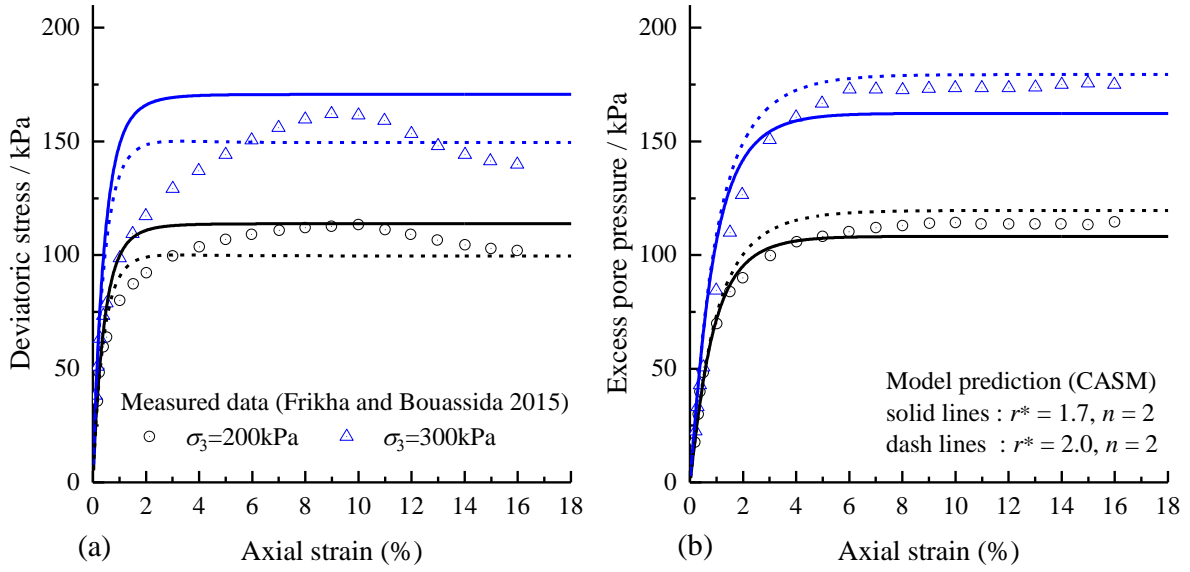 200
150
100
50
0
Deviatoric stress / kPa
Measured data (Frikha and Bouassida 2015)
σ3=200kPa σ3=300kPa
0 2 4 6 8 10 12 14 16 18
(a) Axial strain (%)
200
150
100
50
0
Excess pore pressure / kPa
Model prediction (CASM)
solid lines : r* = 1.7, n = 2
dash lines : r* = 2.0, n = 2
0 2 4 6 8 10 12 14 16 18
(b) Axial strain (%)